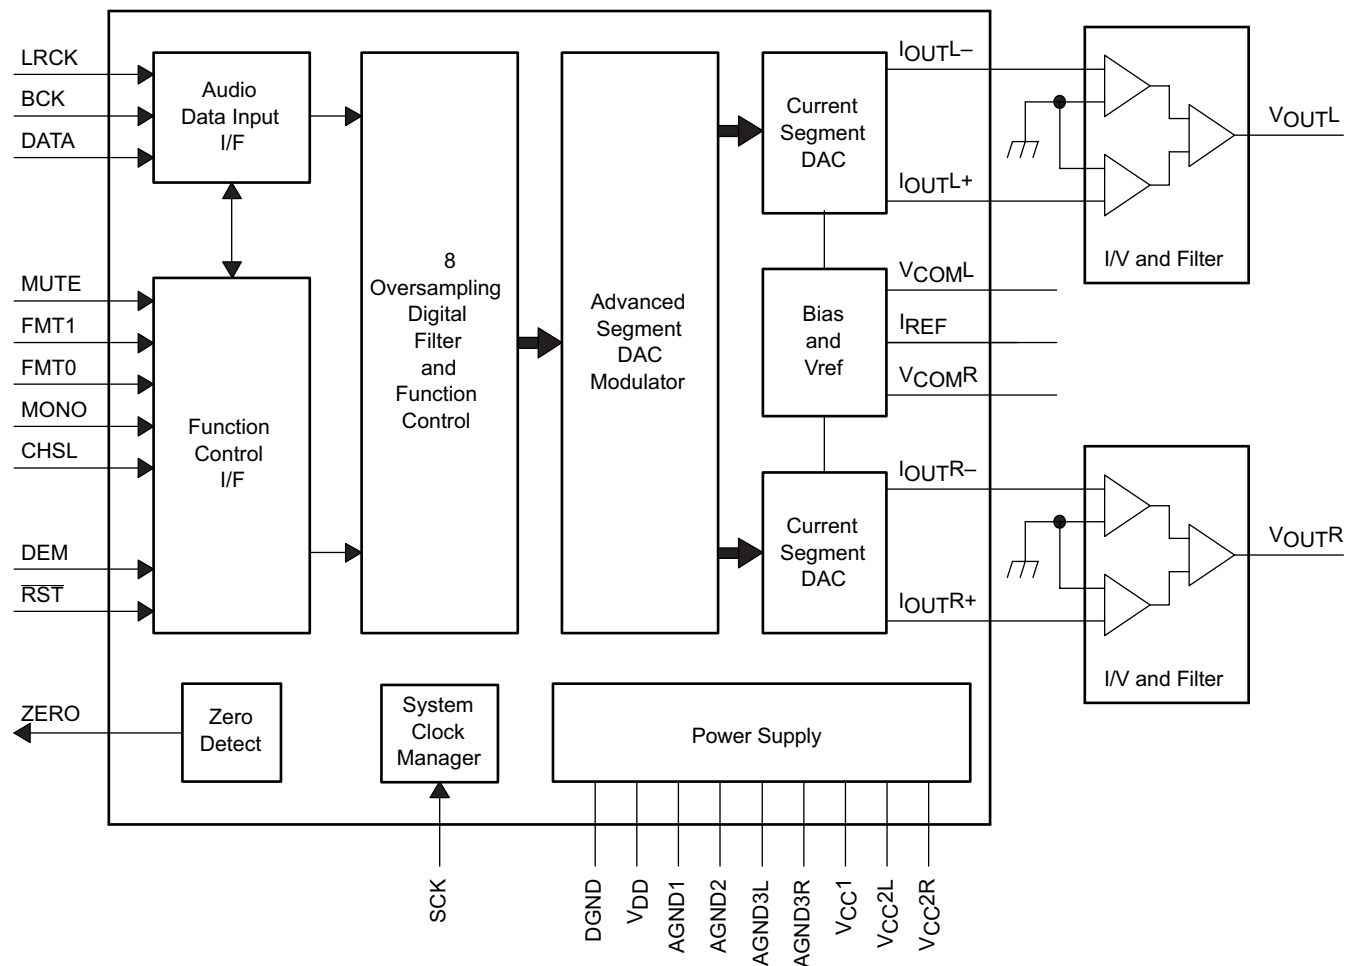 LRCK
BCK
DATA
Audio
Data Input
I/F
MUTE
FMT1
FMT0
MONO
CHSL
DEM
RST
Function
Control
I/F
8
Oversampling
Digital
Filter
and
Function
Control
Advanced
Segment
DAC
Modulator
Current
Segment
DAC
Bias
and
Vref
Current
Segment
DAC
IOUTL–
IOUTL+
VCOML
IREF
VCOMR
IOUTR–
IOUTR+
I/V and Filter
VOUTL
I/V and Filter
VOUTR
ZERO
Zero
Detect
System
Clock
Manager
Power Supply
SCK
DGND
VDD
AGND1
AGND2
AGND3L
AGND3R
VCC1
VCC2L
VCC2R